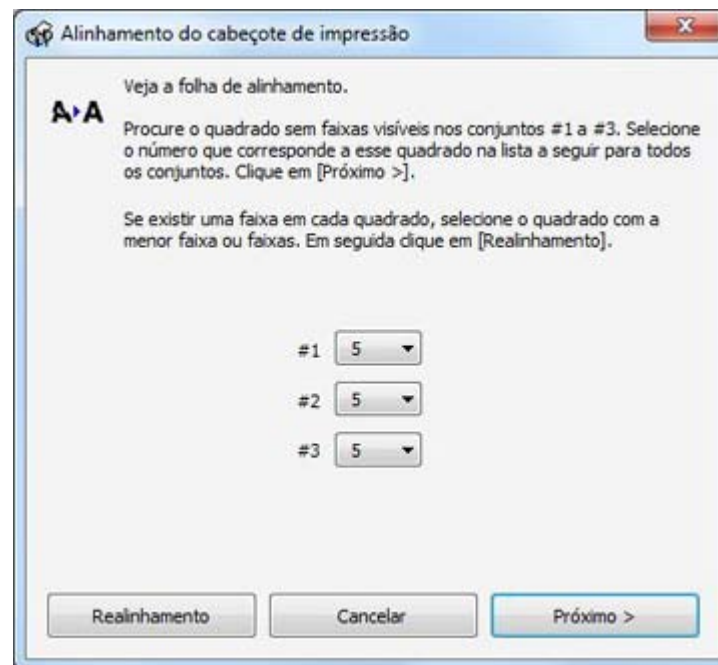 Alinhamento do cabeçote de impressão
Veja a folha de alinhamento.
A A
Procure o quadrado sem faixas visíveis nos conjuntos #1 a #3. Selecione
o número que corresponde a esse quadrado na lista a seguir para todos
os conjuntos. Clique em [Próximo >].
Se existir uma faixa em cada quadrado, selecione o quadrado com a
menor faixa ou faixas. Em seguida clique em [Realinhamento].
#1 5
#2 5
#3 5
Realinhamento Cancelar Próximo >